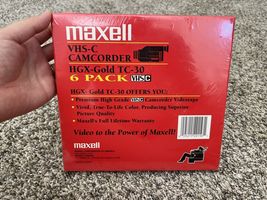 maxell
VHS-C
CAMCORDER
HGX-Gold TC-30
6 PACK VHS-C
HGX-Gold TC-30 OFFERS YOU:
• Premium High Grade VHS-C Camcorder Videotape
• Vivid, True-To-Life Color, Producing Superior
Picture Quality
• Maxell's Full Lifetime Warranty
Video to the Power of Maxell!
maxell